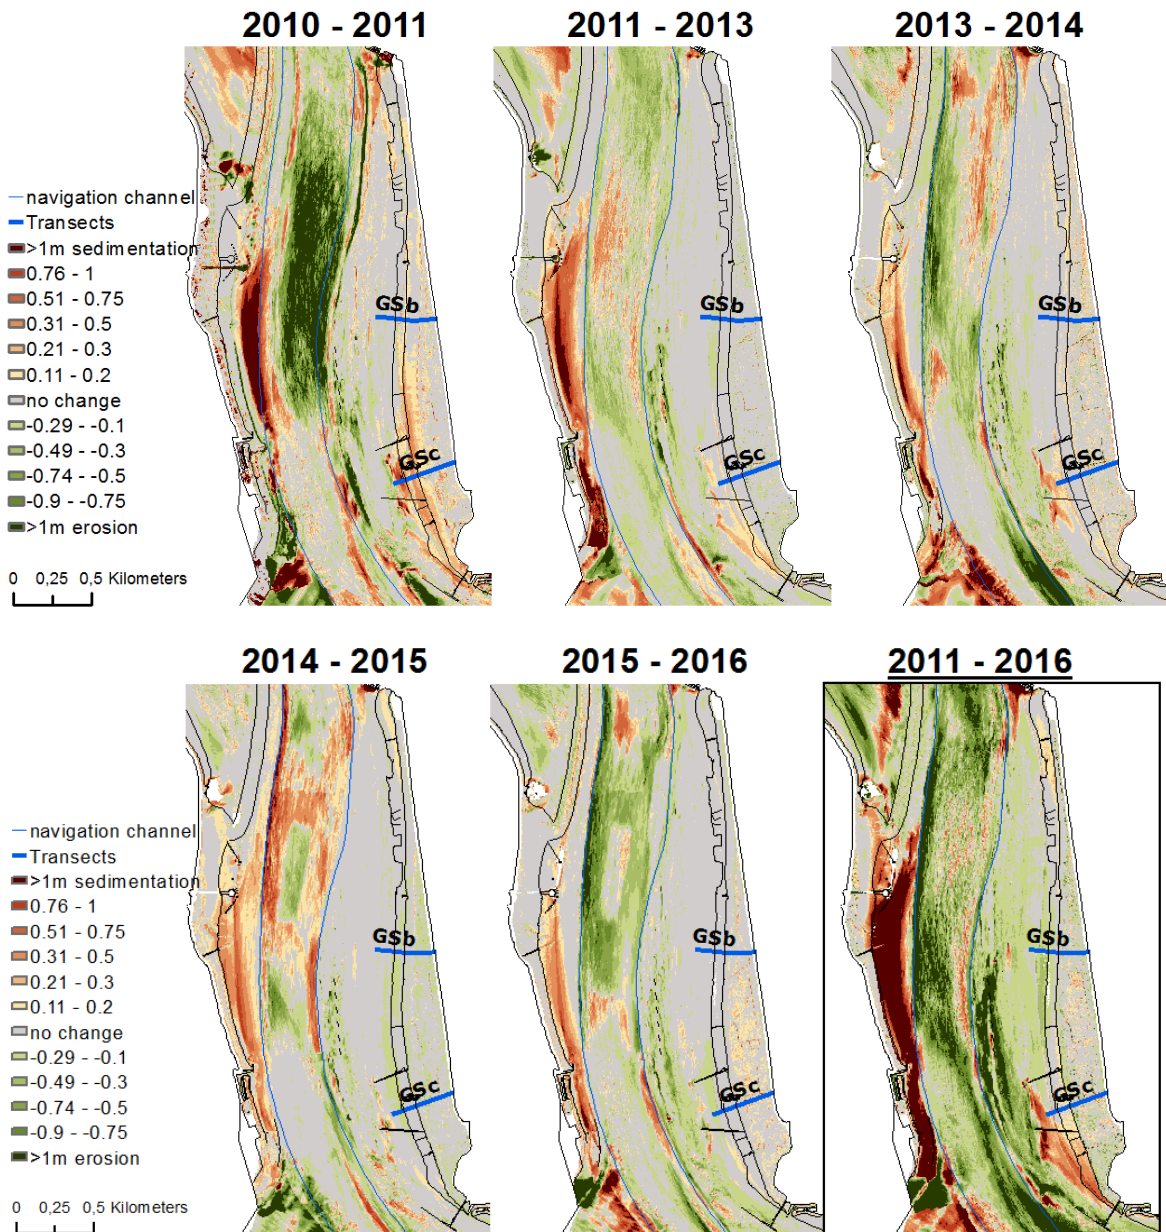 2010 - 2011
2011 - 2013
2013 - 2014
navigation channel
Transects
>1m sedimentation
0.76 - 1
0.51 - 0.75
0.31 - 0.5
0.21 - 0.3
0.11 - 0.2
no change
-0.29 - -0.1
-0.49 - -0.3
-0.74 - -0.5
-0.9 - -0.75
>1m erosion
0 0,25 0,5 Kilometers
GSb
GSc
GSb
GSc
GSb
GSc
2014 - 2015
2015 - 2016
2011 - 2016
navigation channel
Transects
>1m sedimentation
0.76 - 1
0.51 - 0.75
0.31 - 0.5
0.21 - 0.3
0.11 - 0.2
no change
-0.29 - -0.1
-0.49 - -0.3
-0.74 - -0.5
-0.9 - -0.75
>1m erosion
0 0,25 0,5 Kilometers
GSb
GSc
GSb
GSc
GSb
GSc